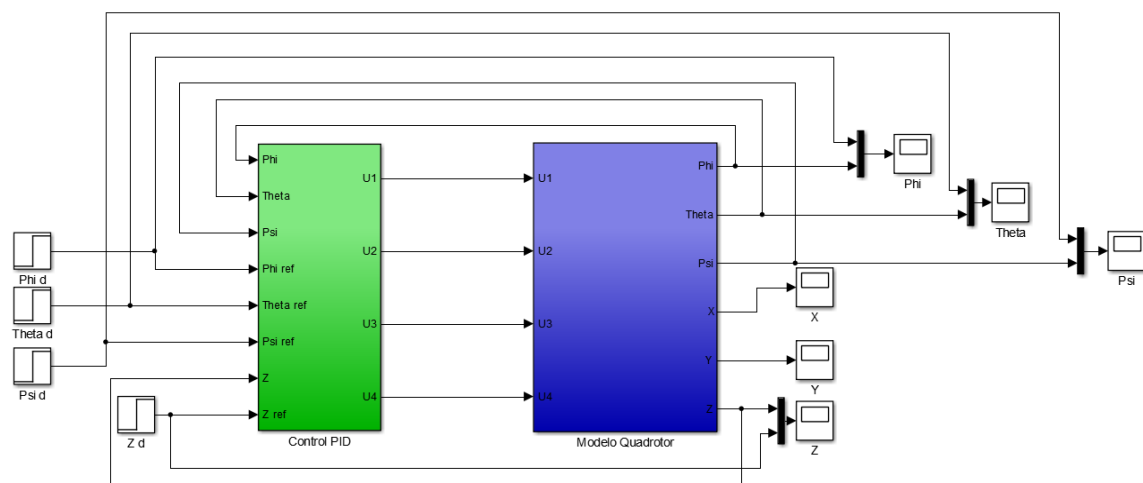 Phi
Theta
Psi
Phi ref
Theta ref
Psi ref
Z
Z ref
U1
U2
U3
U4
Control PID
U1
U2
U3
U4
Phi
Theta
Psi
X
Y
Z
Modelo Quadrotor
Phi d
Theta d
Psi d
Z d
Phi
Theta
Psi
X
Y
Z